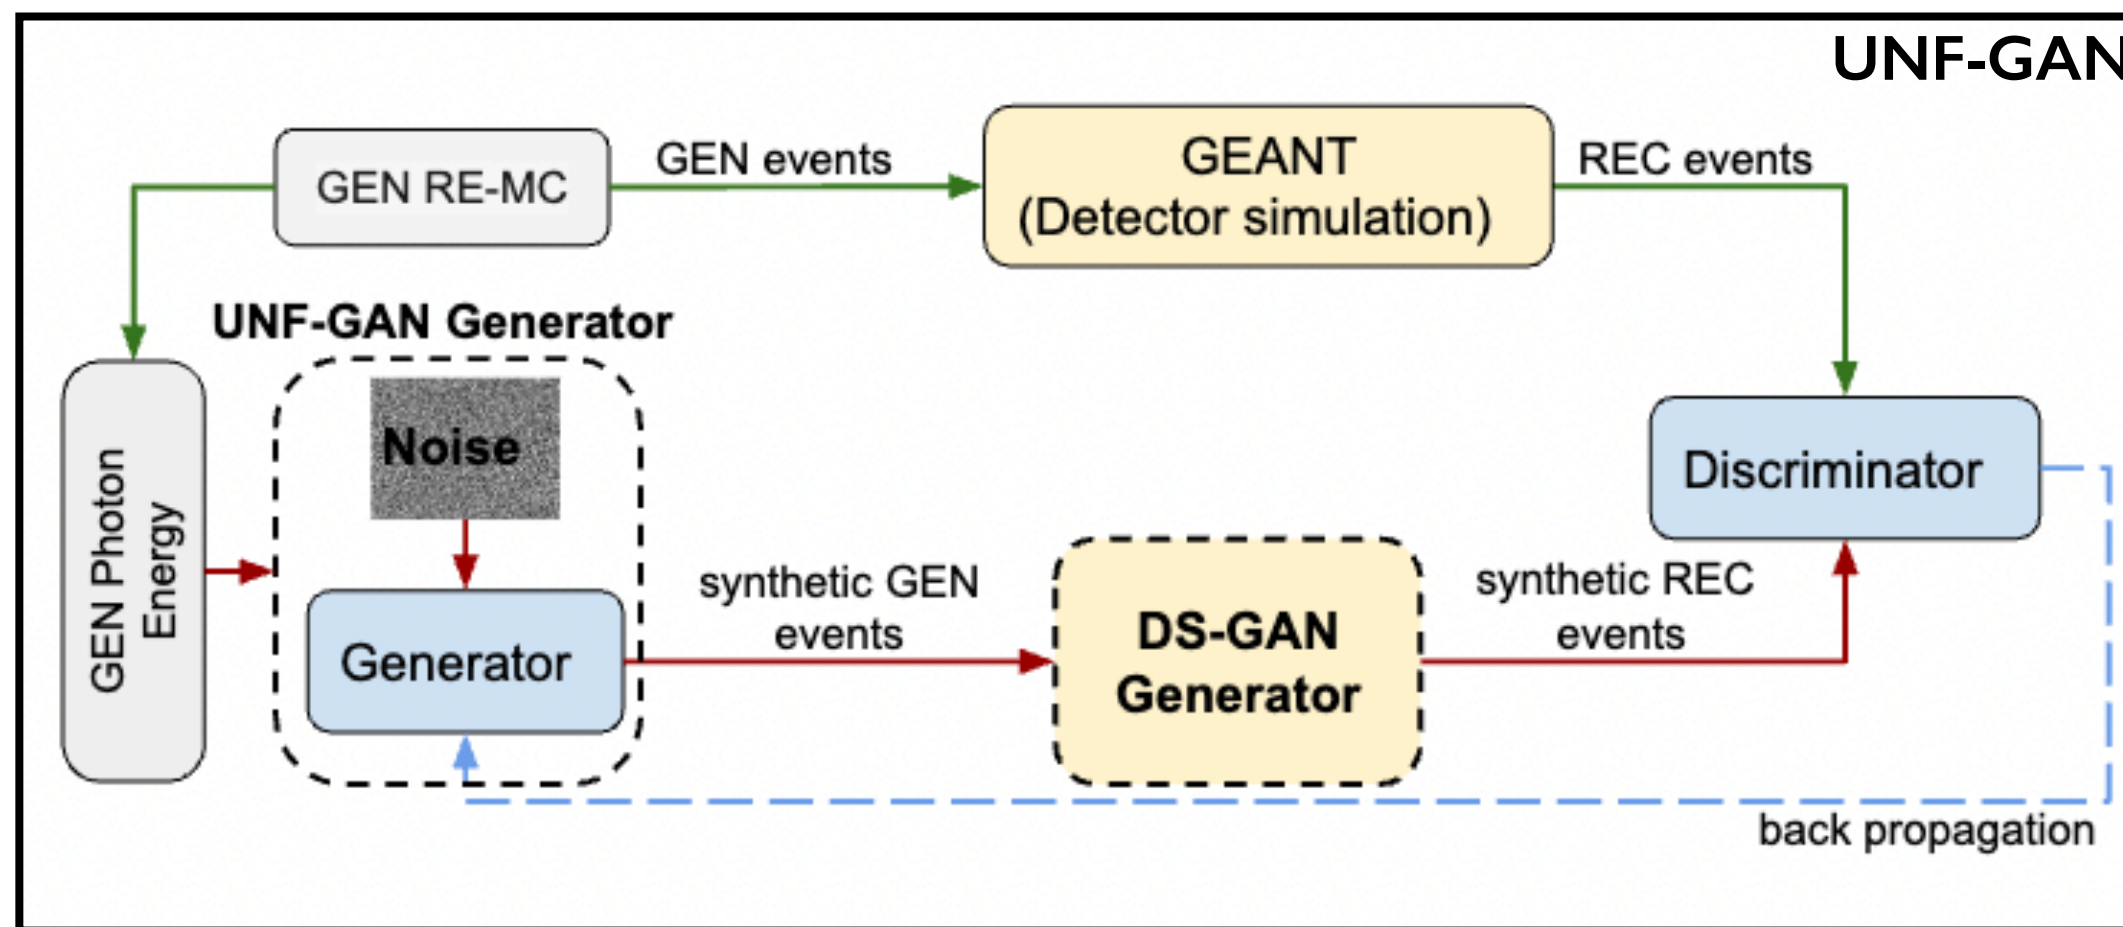 UNF-GAN
GEN RE-MC
GEN events
GEANT
(Detector simulation)
REC events
UNF-GAN Generator
GEN Photon
Energy
Noise
Generator
synthetic GEN
events
DS-GAN
Generator
synthetic REC
events
Discriminator
back propagation